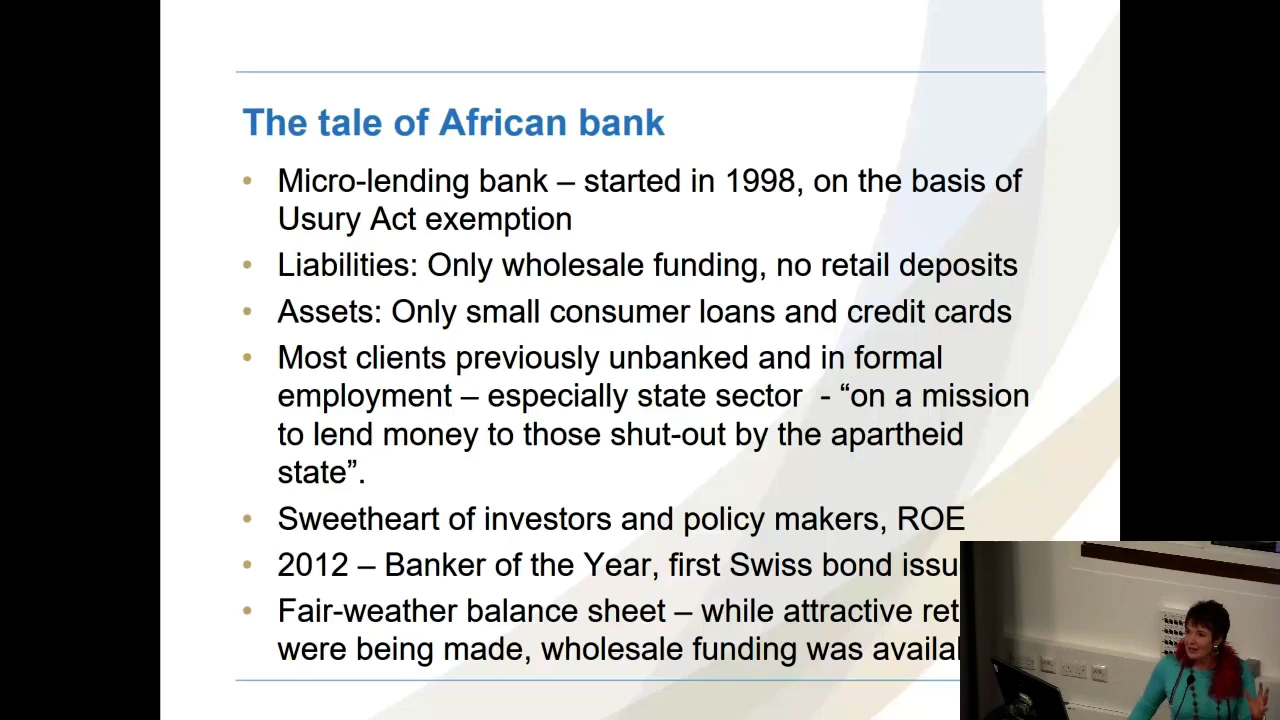 The tale of African bank
• Micro-lending bank – started in 1998, on the basis of
Usury Act exemption
• Liabilities: Only wholesale funding, no retail deposits
• Assets: Only small consumer loans and credit cards
• Most clients previously unbanked and in formal
employment – especially state sector - “on a mission
to lend money to those shut-out by the apartheid
state”.
• Sweetheart of investors and policy makers, ROE
• 2012 – Banker of the Year, first Swiss bond
• Fair-weather balance sheet – while attractive
were being made, wholesale funding was